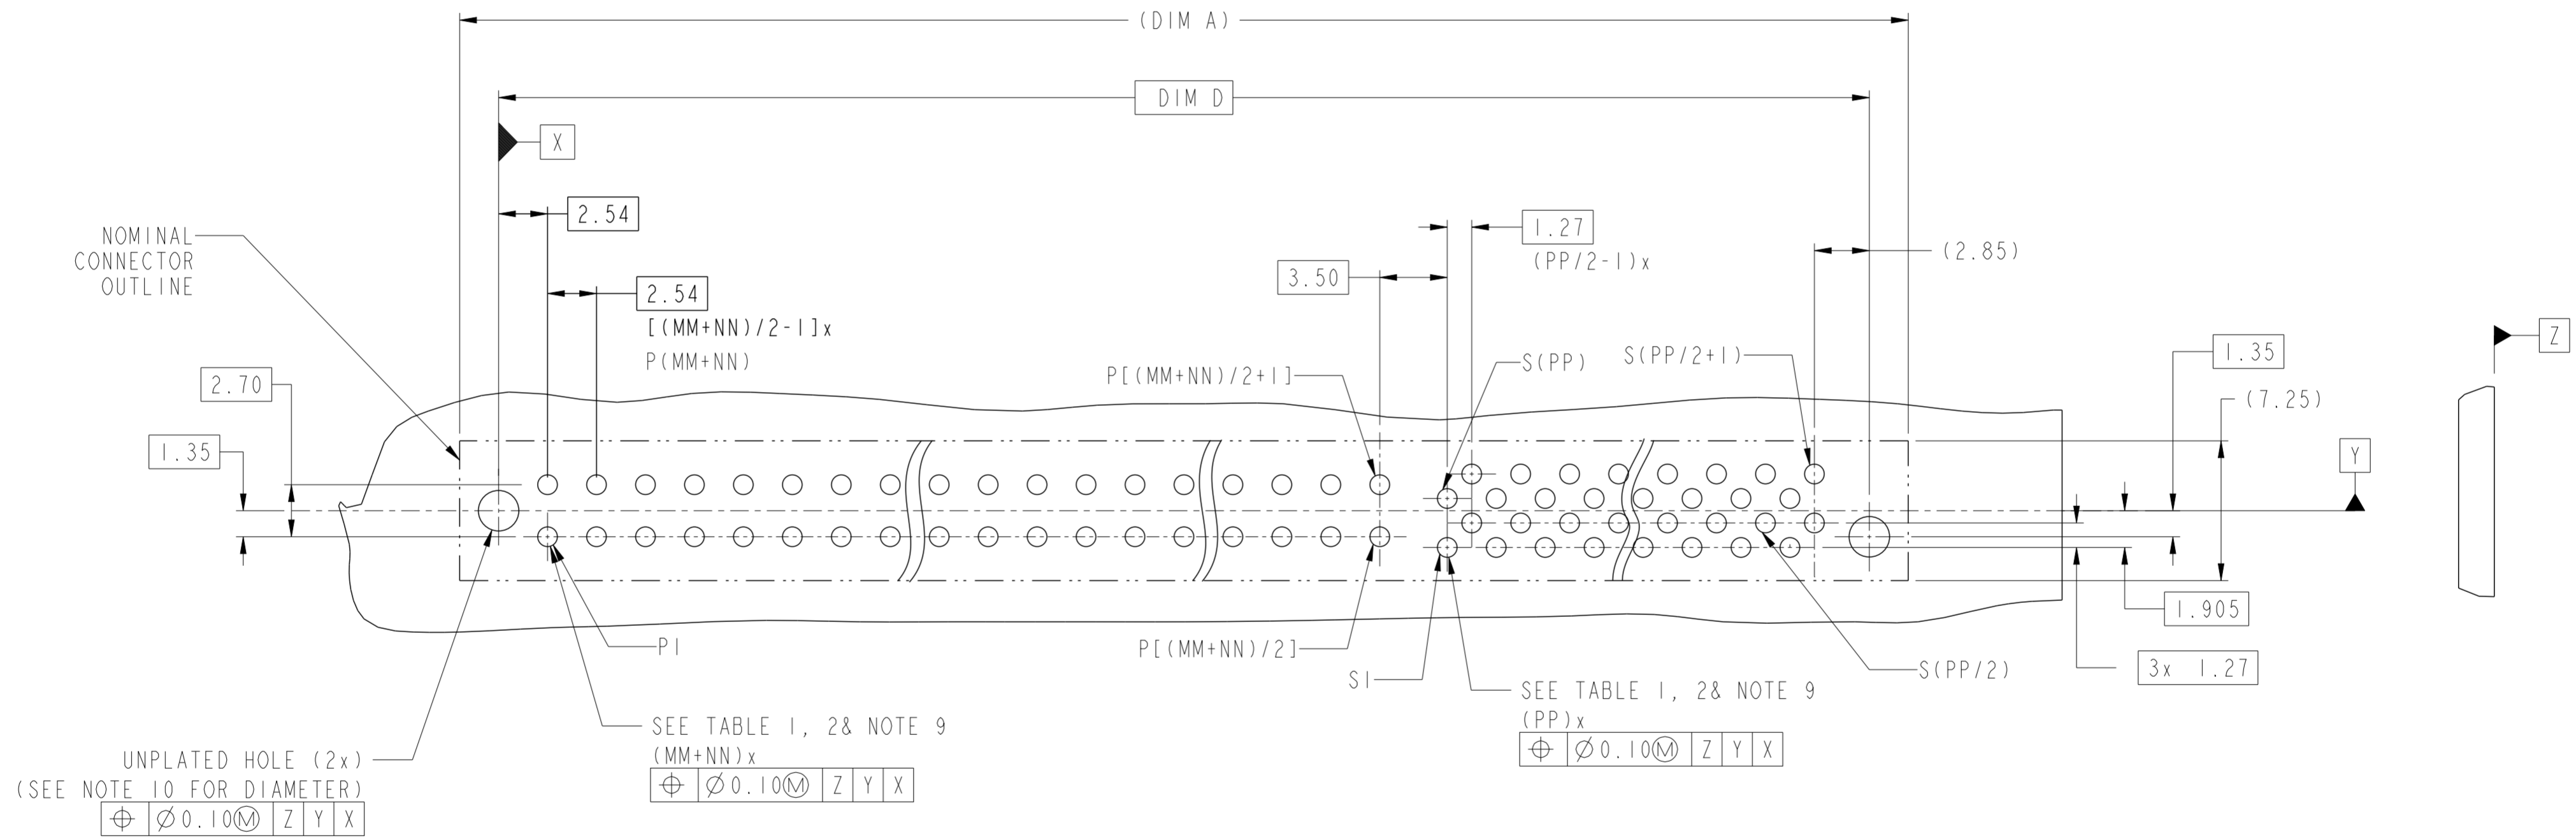 (DIM A)
DIM D
X
2.54
NOMINAL
CONNECTOR
OUTLINE
1.27
(PP/2-1)x
(2.85)
3.50
2.54
[(MM+NN)/2-1]x
P(MM+NN)
Z
1.35
S(PP)
S(PP/2+1)
P[(MM+NN)/2+1]
2.70
(7.25)
1.35
Y
1.905
P1
P[(MM+NN)/2]
S1
S(PP/2)
3x 1.27
SEE TABLE 1, 2& NOTE 9
(PP)x
⌖ ∅0.10Ⓜ Z Y X
SEE TABLE 1, 2& NOTE 9
(MM+NN)x
⌖ ∅0.10Ⓜ Z Y X
UNPLATED HOLE (2x)
(SEE NOTE 10 FOR DIAMETER)
⌖ ∅0.10Ⓜ Z Y X